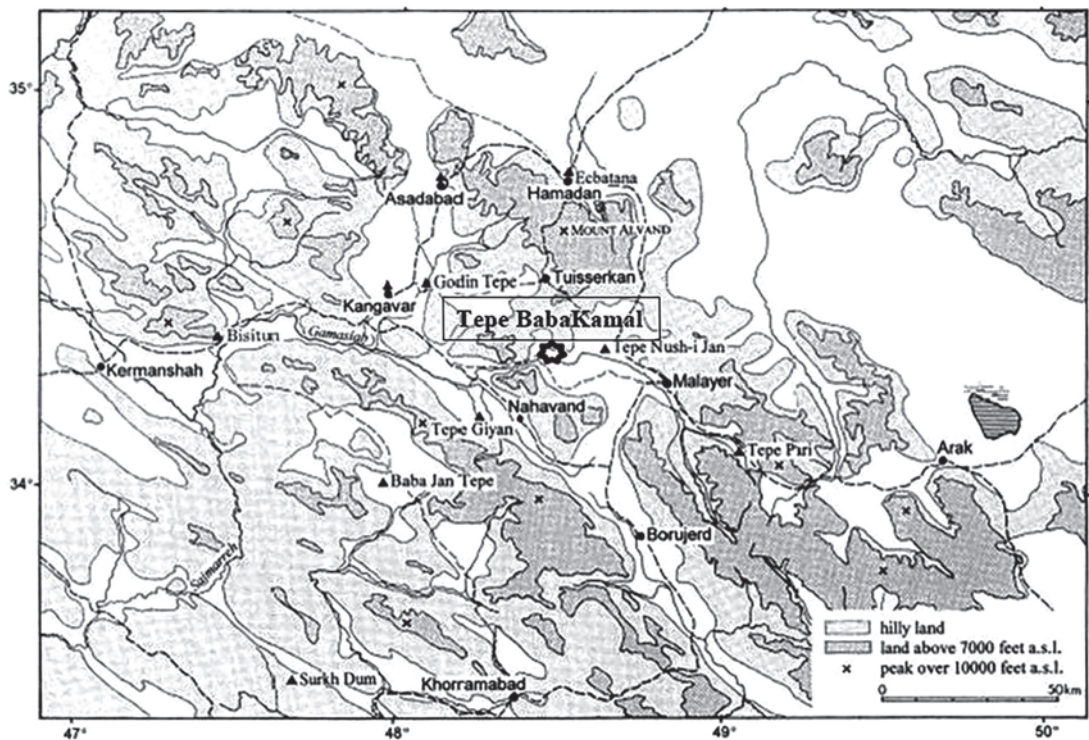 35°
Ecbatana
Hamadan
Asadabad
MOUNT ALVAND
Godin Tepe
Tuisserkan
Kangavar
Tepe BabaKamal
Bisitun
Gamasiab
Tepe Nush-i Jan
Kermanshah
Malayer
Nahavand
Tepe Giyan
Tepe Piri
Arak
34°
Baba Jan Tepe
Borujerd
Saimarreh
hilly land
land above 7000 feet a.s.l.
peak over 10000 feet a.s.l.
Surkh Dum
Khorramabad
0
50km
47°
48°
49°
50°